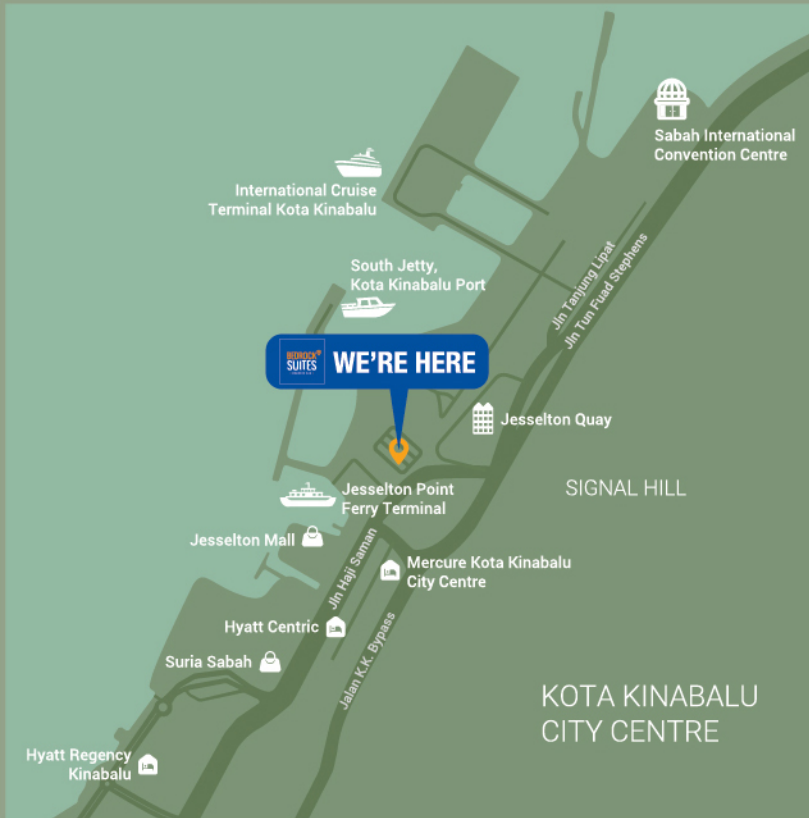 Sabah International
Convention Centre
International Cruise
Terminal Kota Kinabalu
South Jetty,
Kota Kinabalu Port
Jln Tanjung Lipat
Jln Tun Fuad Stephens
BEDROCK
SUITES
WE'RE HERE
Jesselton Quay
Jesselton Point
Ferry Terminal
SIGNAL HILL
Jesselton Mall
Jln Haji Saman
Mercure Kota Kinabalu
City Centre
Hyatt Centric
Jalan K.K. Bypass
Suria Sabah
KOTA KINABALU
CITY CENTRE
Hyatt Regency
Kinabalu